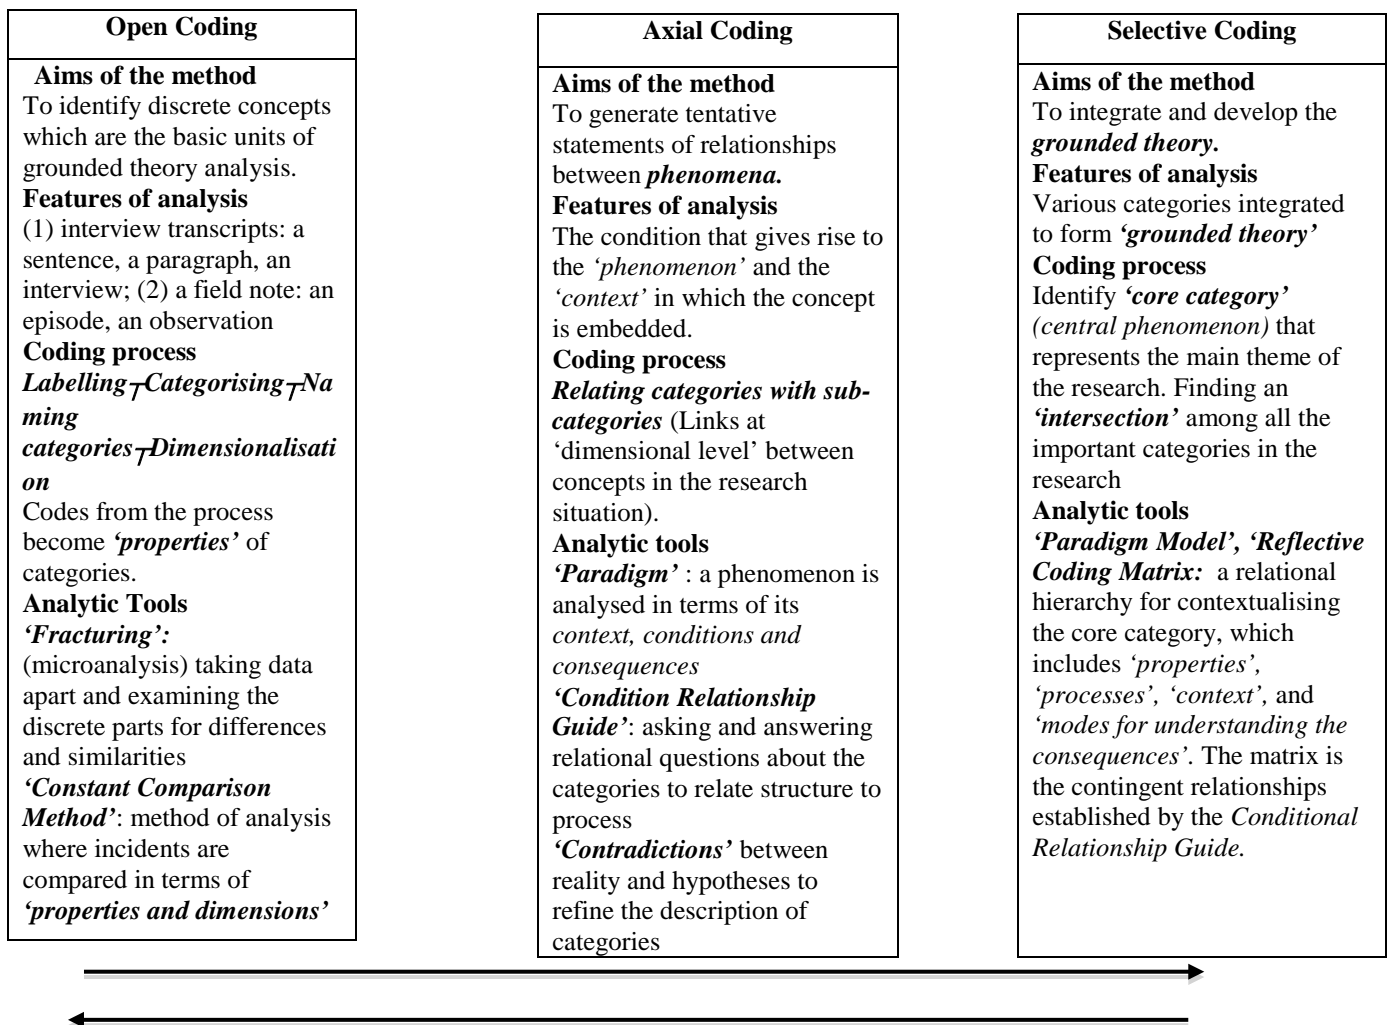 Open Coding
Aims of the method
To identify discrete concepts
which are the basic units of
grounded theory analysis.
Features of analysis
(1) interview transcripts: a
sentence, a paragraph, an
interview; (2) a field note: an
episode, an observation
Coding process
Labelling┬Categorising┬Na
ming
categories┬Dimensionalisati
on
Codes from the process
become ‘properties’ of
categories.
Analytic Tools
‘Fracturing’:
(microanalysis) taking data
apart and examining the
discrete parts for differences
and similarities
‘Constant Comparison
Method’: method of analysis
where incidents are
compared in terms of
‘properties and dimensions’
Axial Coding
Aims of the method
To generate tentative
statements of relationships
between phenomena.
Features of analysis
The condition that gives rise to
the ‘phenomenon’ and the
‘context’ in which the concept
is embedded.
Coding process
Relating categories with sub-
categories (Links at
‘dimensional level’ between
concepts in the research
situation).
Analytic tools
‘Paradigm’ : a phenomenon is
analysed in terms of its
context, conditions and
consequences
‘Condition Relationship
Guide’: asking and answering
relational questions about the
categories to relate structure to
process
‘Contradictions’ between
reality and hypotheses to
refine the description of
categories
Selective Coding
Aims of the method
To integrate and develop the
grounded theory.
Features of analysis
Various categories integrated
to form ‘grounded theory’
Coding process
Identify ‘core category’
(central phenomenon) that
represents the main theme of
the research. Finding an
‘intersection’ among all the
important categories in the
research
Analytic tools
‘Paradigm Model’, ‘Reflective
Coding Matrix: a relational
hierarchy for contextualising
the core category, which
includes ‘properties’,
‘processes’, ‘context’, and
‘modes for understanding the
consequences’. The matrix is
the contingent relationships
established by the Conditional
Relationship Guide.